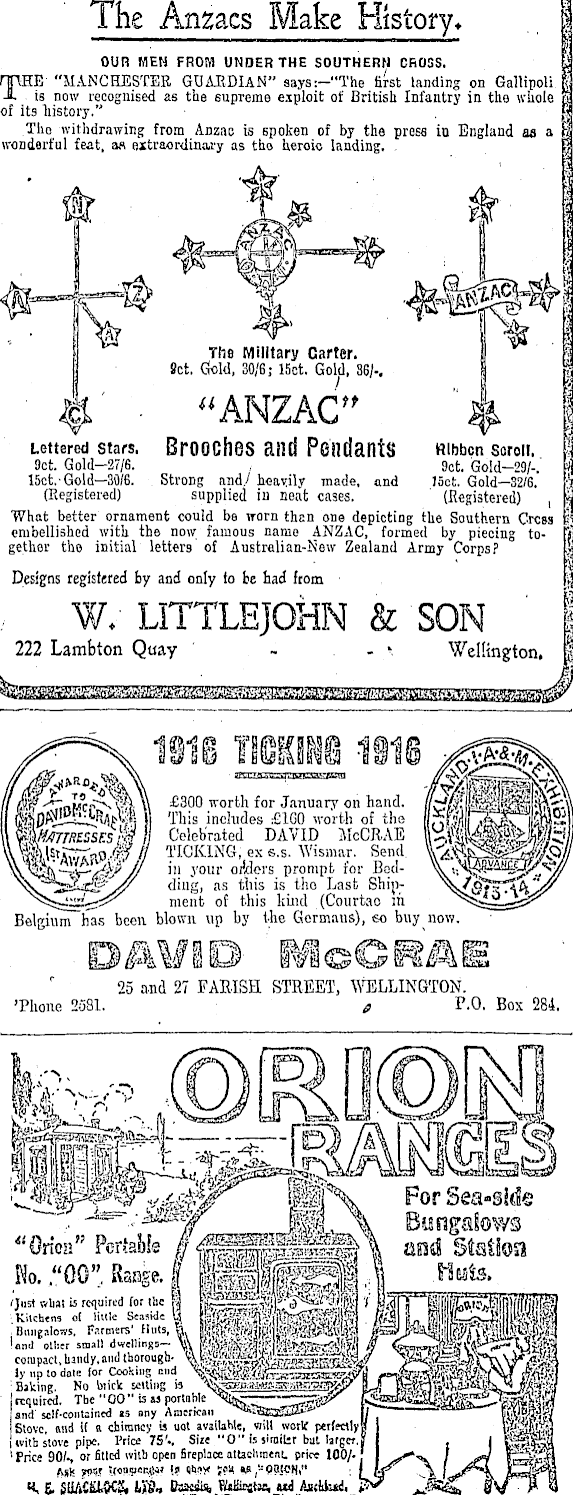 The Anzacs Make History.
OUR MEN FROM UNDER THE SOUTHERN CROSS.
THE "MANCHESTER GUARDIAN" says:—"The first landing on Gallipoli
is now recognised as the supreme exploit of British Infantry in the whole
of its history."
The withdrawing from Anzac is spoken of by the press in England as a
wonderful feat, as extraordinary as the heroic landing.
N
A Z
A
C
ANZAC
ANZAC
The Military Garter.
9ct. Gold, 30/6; 15ct. Gold, 36/-.
"ANZAC"
Brooches and Pendants
Strong and heavily made, and
supplied in neat cases.
Lettered Stars.
9ct. Gold—27/6.
15ct. Gold—30/6.
(Registered)
Ribbon Scroll.
9ct. Gold—29/-.
15ct. Gold—32/6.
(Registered)
What better ornament could be worn than one depicting the Southern Cross
embellished with the now famous name ANZAC, formed by piecing to-
gether the initial letters of Australian-New Zealand Army Corps?
Designs registered by and only to be had from
W. LITTLEJOHN & SON
222 Lambton Quay - - Wellington.
1916 TICKING 1916
AWARDED
TO
DAVID McCRAE
MATTRESSES
1ST AWARD
£300 worth for January on hand.
This includes £160 worth of the
Celebrated DAVID McCRAE
TICKING, ex s.s. Wismar. Send
in your orders prompt for Bed-
ding, as this is the Last Ship-
ment of this kind (Courtac in
Belgium has been blown up by the Germans), so buy now.
AUCKLAND·I·A·&·M·EXHIBITION
ADVANCE
1913-14
DAVID McCRAE
25 and 27 FARISH STREET, WELLINGTON.
'Phone 2581. P.O. Box 284.
ORION
RANGES
For Sea-side
Bungalows
and Station
Huts.
"Orion" Portable
No. "OO" Range.
Just what is required for the
Kitchens of little Seaside
Bungalows, Farmers' Huts,
and other small dwellings—
compact, handy, and thorough-
ly up to date for Cooking and
Baking. No brick setting is
required. The "OO" is as portable
and self-contained as any American
Stove, and if a chimney is not available, will work perfectly
with stove pipe. Price 75/-. Size "O" is similar but larger.
Price 90/-, or fitted with open fireplace attachment, price 100/-
Ask your Ironmonger to show you an "ORION."
H. E. SHACKLOCK, LTD., Dunedin, Wellington, and Auckland.
ORION